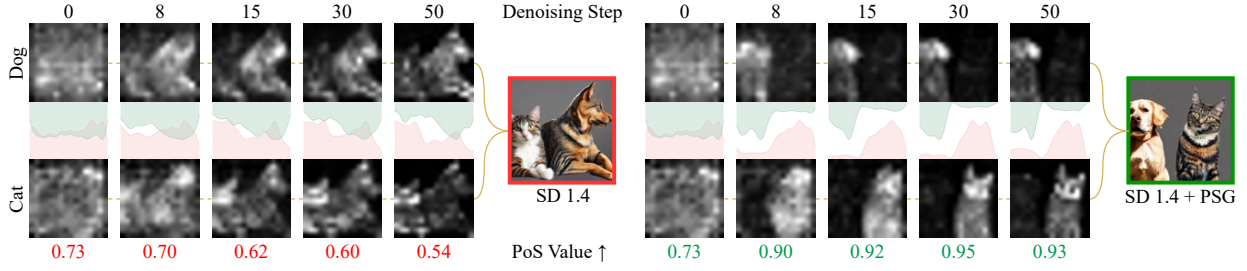 0 8 15 30 50 Denoising Step 0 8 15 30 50
Dog
Cat
SD 1.4
SD 1.4 + PSG
0.73 0.70 0.62 0.60 0.54 PoS Value ↑ 0.73 0.90 0.92 0.95 0.93